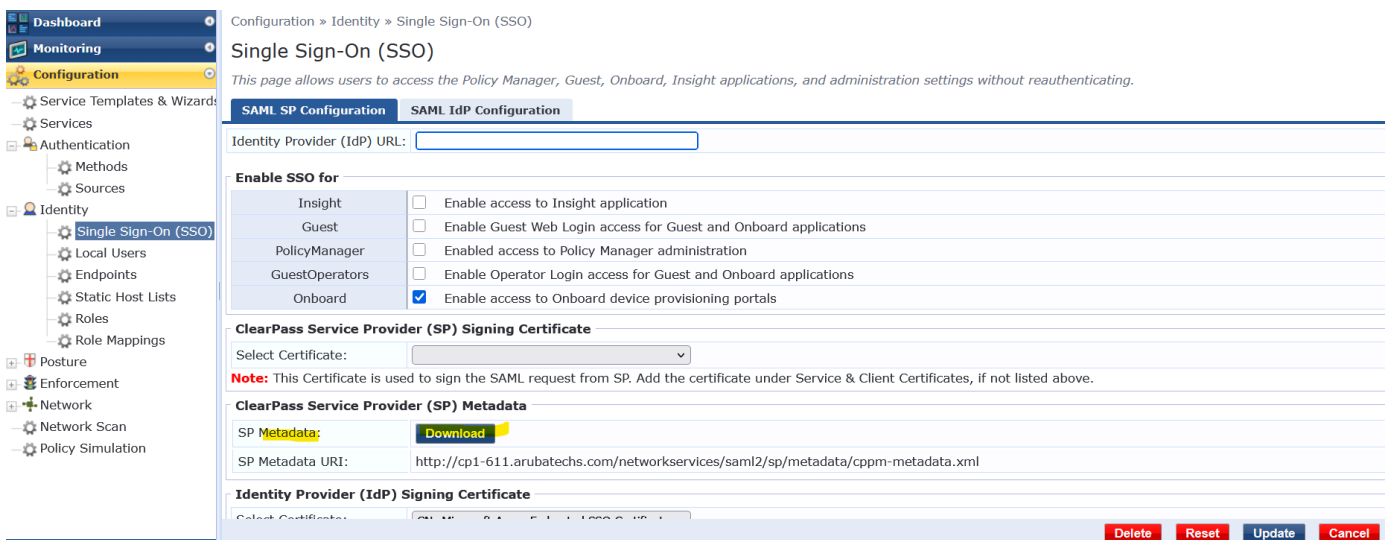 Dashboard
Monitoring
Configuration
Service Templates & Wizards
Services
Authentication
Methods
Sources
Identity
Single Sign-On (SSO)
Local Users
Endpoints
Static Host Lists
Roles
Role Mappings
Posture
Enforcement
Network
Network Scan
Policy Simulation
Configuration » Identity » Single Sign-On (SSO)
Single Sign-On (SSO)
This page allows users to access the Policy Manager, Guest, Onboard, Insight applications, and administration settings without reauthenticating.
SAML SP Configuration SAML IdP Configuration
Identity Provider (IdP) URL:
Enable SSO for
Insight Enable access to Insight application
Guest Enable Guest Web Login access for Guest and Onboard applications
PolicyManager Enabled access to Policy Manager administration
GuestOperators Enable Operator Login access for Guest and Onboard applications
Onboard Enable access to Onboard device provisioning portals
ClearPass Service Provider (SP) Signing Certificate
Select Certificate:
Note: This Certificate is used to sign the SAML request from SP. Add the certificate under Service & Client Certificates, if not listed above.
ClearPass Service Provider (SP) Metadata
SP Metadata: Download
SP Metadata URI: http://cp1-611.arubatechs.com/networkservices/saml2/sp/metadata/cppm-metadata.xml
Identity Provider (IdP) Signing Certificate
Select Certificate:
Delete Reset Update Cancel